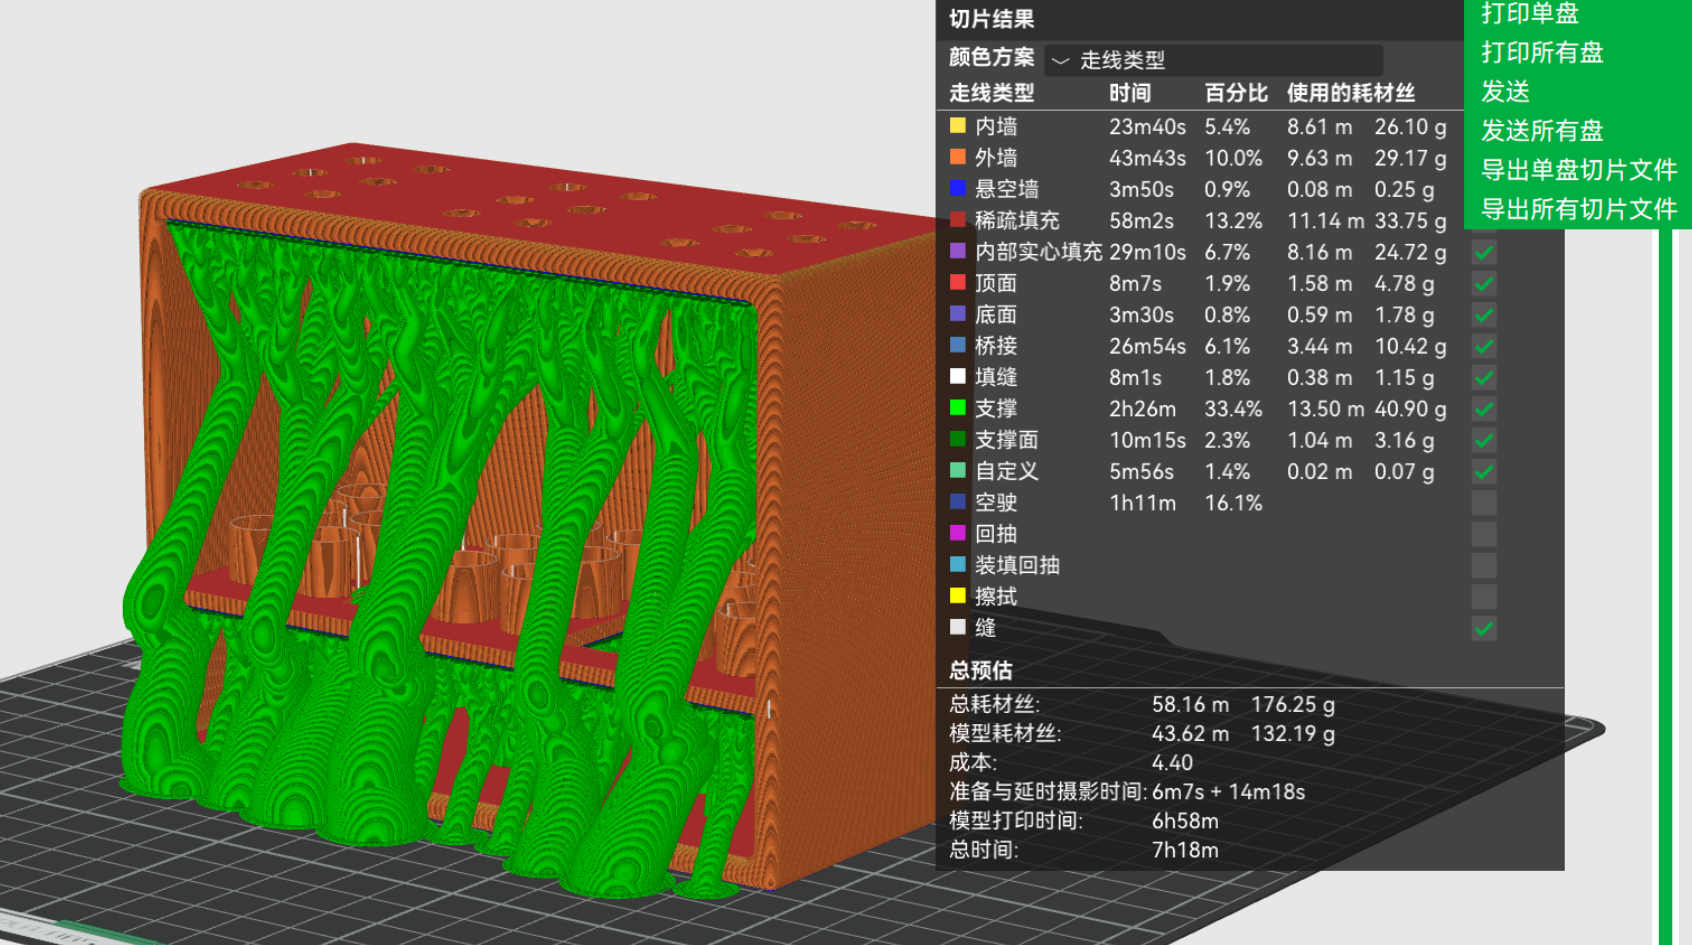 切片结果
颜色方案 走线类型
走线类型 时间 百分比 使用的耗材丝
内墙 23m40s 5.4% 8.61 m 26.10 g
外墙 43m43s 10.0% 9.63 m 29.17 g
悬空墙 3m50s 0.9% 0.08 m 0.25 g
稀疏填充 58m2s 13.2% 11.14 m 33.75 g
内部实心填充 29m10s 6.7% 8.16 m 24.72 g
顶面 8m7s 1.9% 1.58 m 4.78 g
底面 3m30s 0.8% 0.59 m 1.78 g
桥接 26m54s 6.1% 3.44 m 10.42 g
填缝 8m1s 1.8% 0.38 m 1.15 g
支撑 2h26m 33.4% 13.50 m 40.90 g
支撑面 10m15s 2.3% 1.04 m 3.16 g
自定义 5m56s 1.4% 0.02 m 0.07 g
空驶 1h11m 16.1%
回抽
装填回抽
擦拭
缝
总预估
总耗材丝: 58.16 m 176.25 g
模型耗材丝: 43.62 m 132.19 g
成本: 4.40
准备与延时摄影时间: 6m7s + 14m18s
模型打印时间: 6h58m
总时间: 7h18m
打印单盘
打印所有盘
发送
发送所有盘
导出单盘切片文件
导出所有切片文件